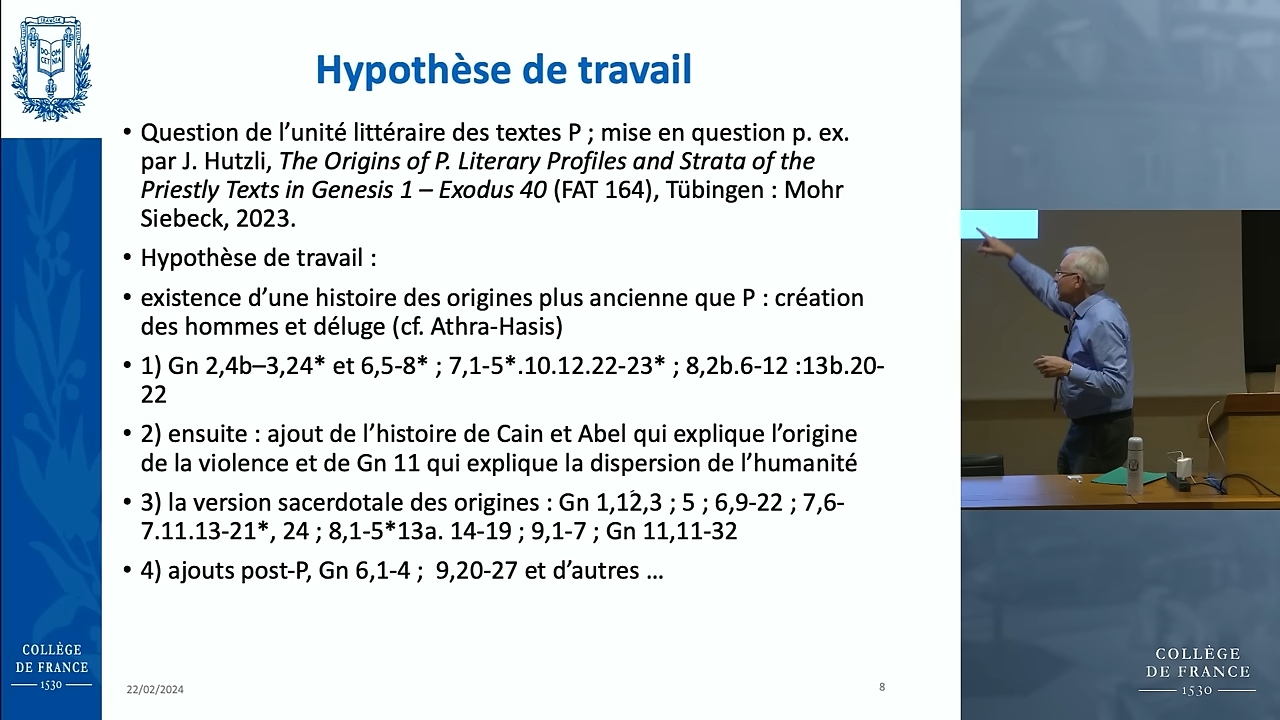 Hypothèse de travail
• Question de l’unité littéraire des textes P ; mise en question p. ex.
par J. Hutzli, The Origins of P. Literary Profiles and Strata of the
Priestly Texts in Genesis 1 – Exodus 40 (FAT 164), Tübingen : Mohr
Siebeck, 2023.
• Hypothèse de travail :
• existence d’une histoire des origines plus ancienne que P : création
des hommes et déluge (cf. Athra-Hasis)
• 1) Gn 2,4b–3,24* et 6,5-8* ; 7,1-5*.10.12.22-23* ; 8,2b.6-12 :13b.20-
22
• 2) ensuite : ajout de l’histoire de Cain et Abel qui explique l’origine
de la violence et de Gn 11 qui explique la dispersion de l’humanité
• 3) la version sacerdotale des origines : Gn 1,12,3 ; 5 ; 6,9-22 ; 7,6-
7.11.13-21*, 24 ; 8,1-5*13a. 14-19 ; 9,1-7 ; Gn 11,11-32
• 4) ajouts post-P, Gn 6,1-4 ; 9,20-27 et d’autres …
COLLÈGE
DE FRANCE
1530
22/02/2024
8
COLLÈGE
DE FRANCE
1530